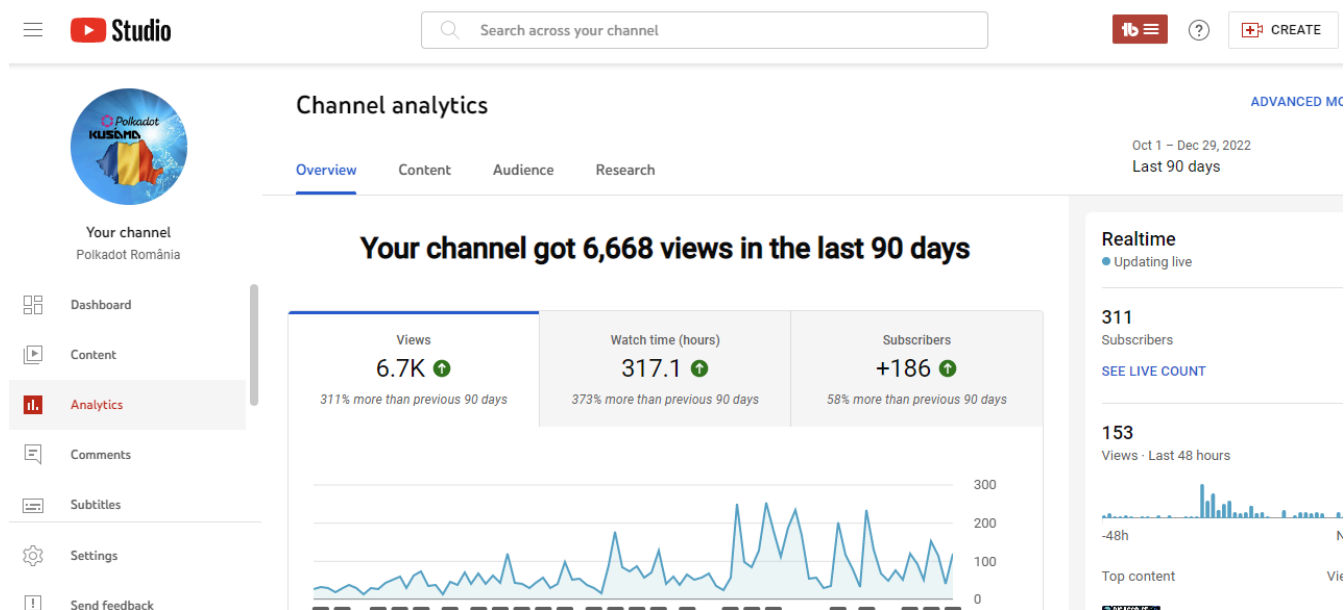 Studio
Search across your channel
CREATE
Polkadot
KUSAMA
Your channel
Polkadot România
Dashboard
Content
Analytics
Comments
Subtitles
Settings
Send feedback
Channel analytics
ADVANCED MO
Overview
Content
Audience
Research
Oct 1 – Dec 29, 2022
Last 90 days
Your channel got 6,668 views in the last 90 days
Views
6.7K
311% more than previous 90 days
Watch time (hours)
317.1
373% more than previous 90 days
Subscribers
+186
58% more than previous 90 days
300
200
100
0
Realtime
Updating live
311
Subscribers
SEE LIVE COUNT
153
Views · Last 48 hours
-48h
N
Top content
Vie